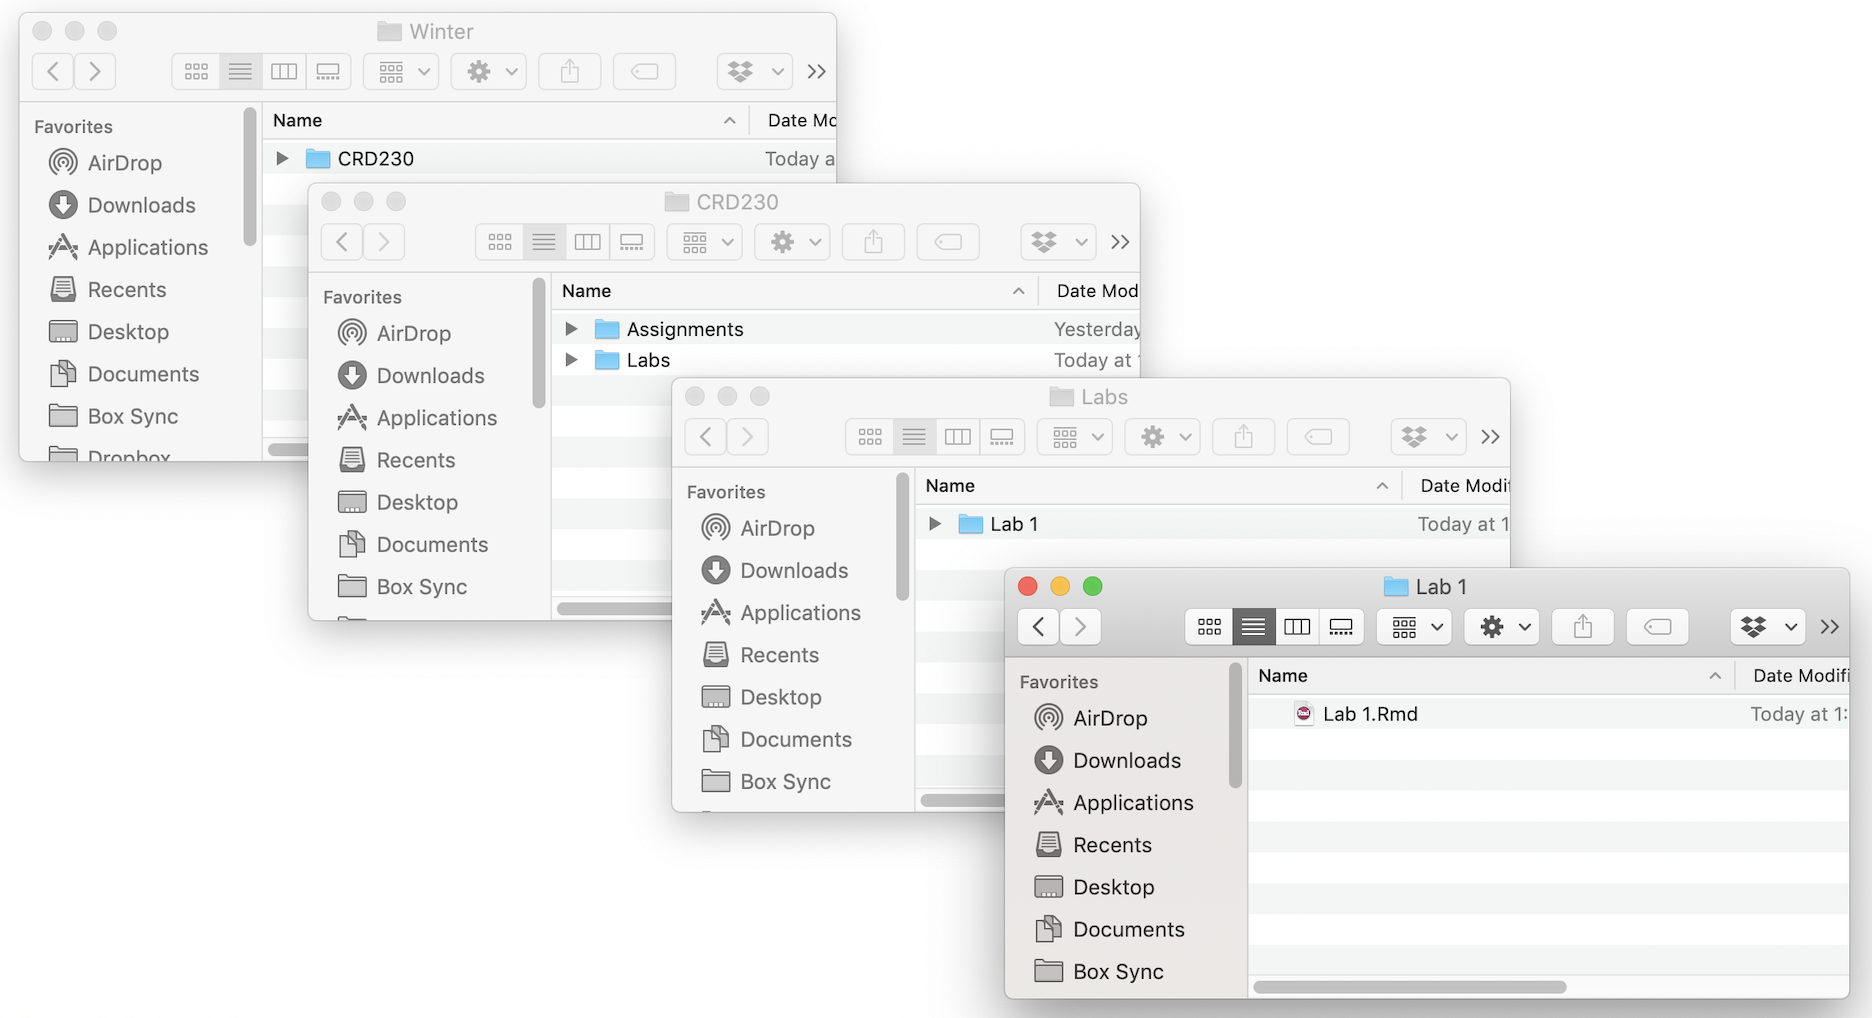 Winter
Name
Date Mo
Favorites
AirDrop
Downloads
Applications
Recents
Desktop
Documents
Box Sync
Dropbox
CRD230
Today a
CRD230
Name
Date Mod
Favorites
AirDrop
Downloads
Applications
Recents
Desktop
Documents
Box Sync
Assignments
Yesterday
Labs
Today at
Labs
Name
Date Modif
Favorites
AirDrop
Downloads
Applications
Recents
Desktop
Documents
Box Sync
Lab 1
Today at 1
Lab 1
Name
Date Modifi
Favorites
AirDrop
Downloads
Applications
Recents
Desktop
Documents
Box Sync
Lab 1.Rmd
Today at 1: